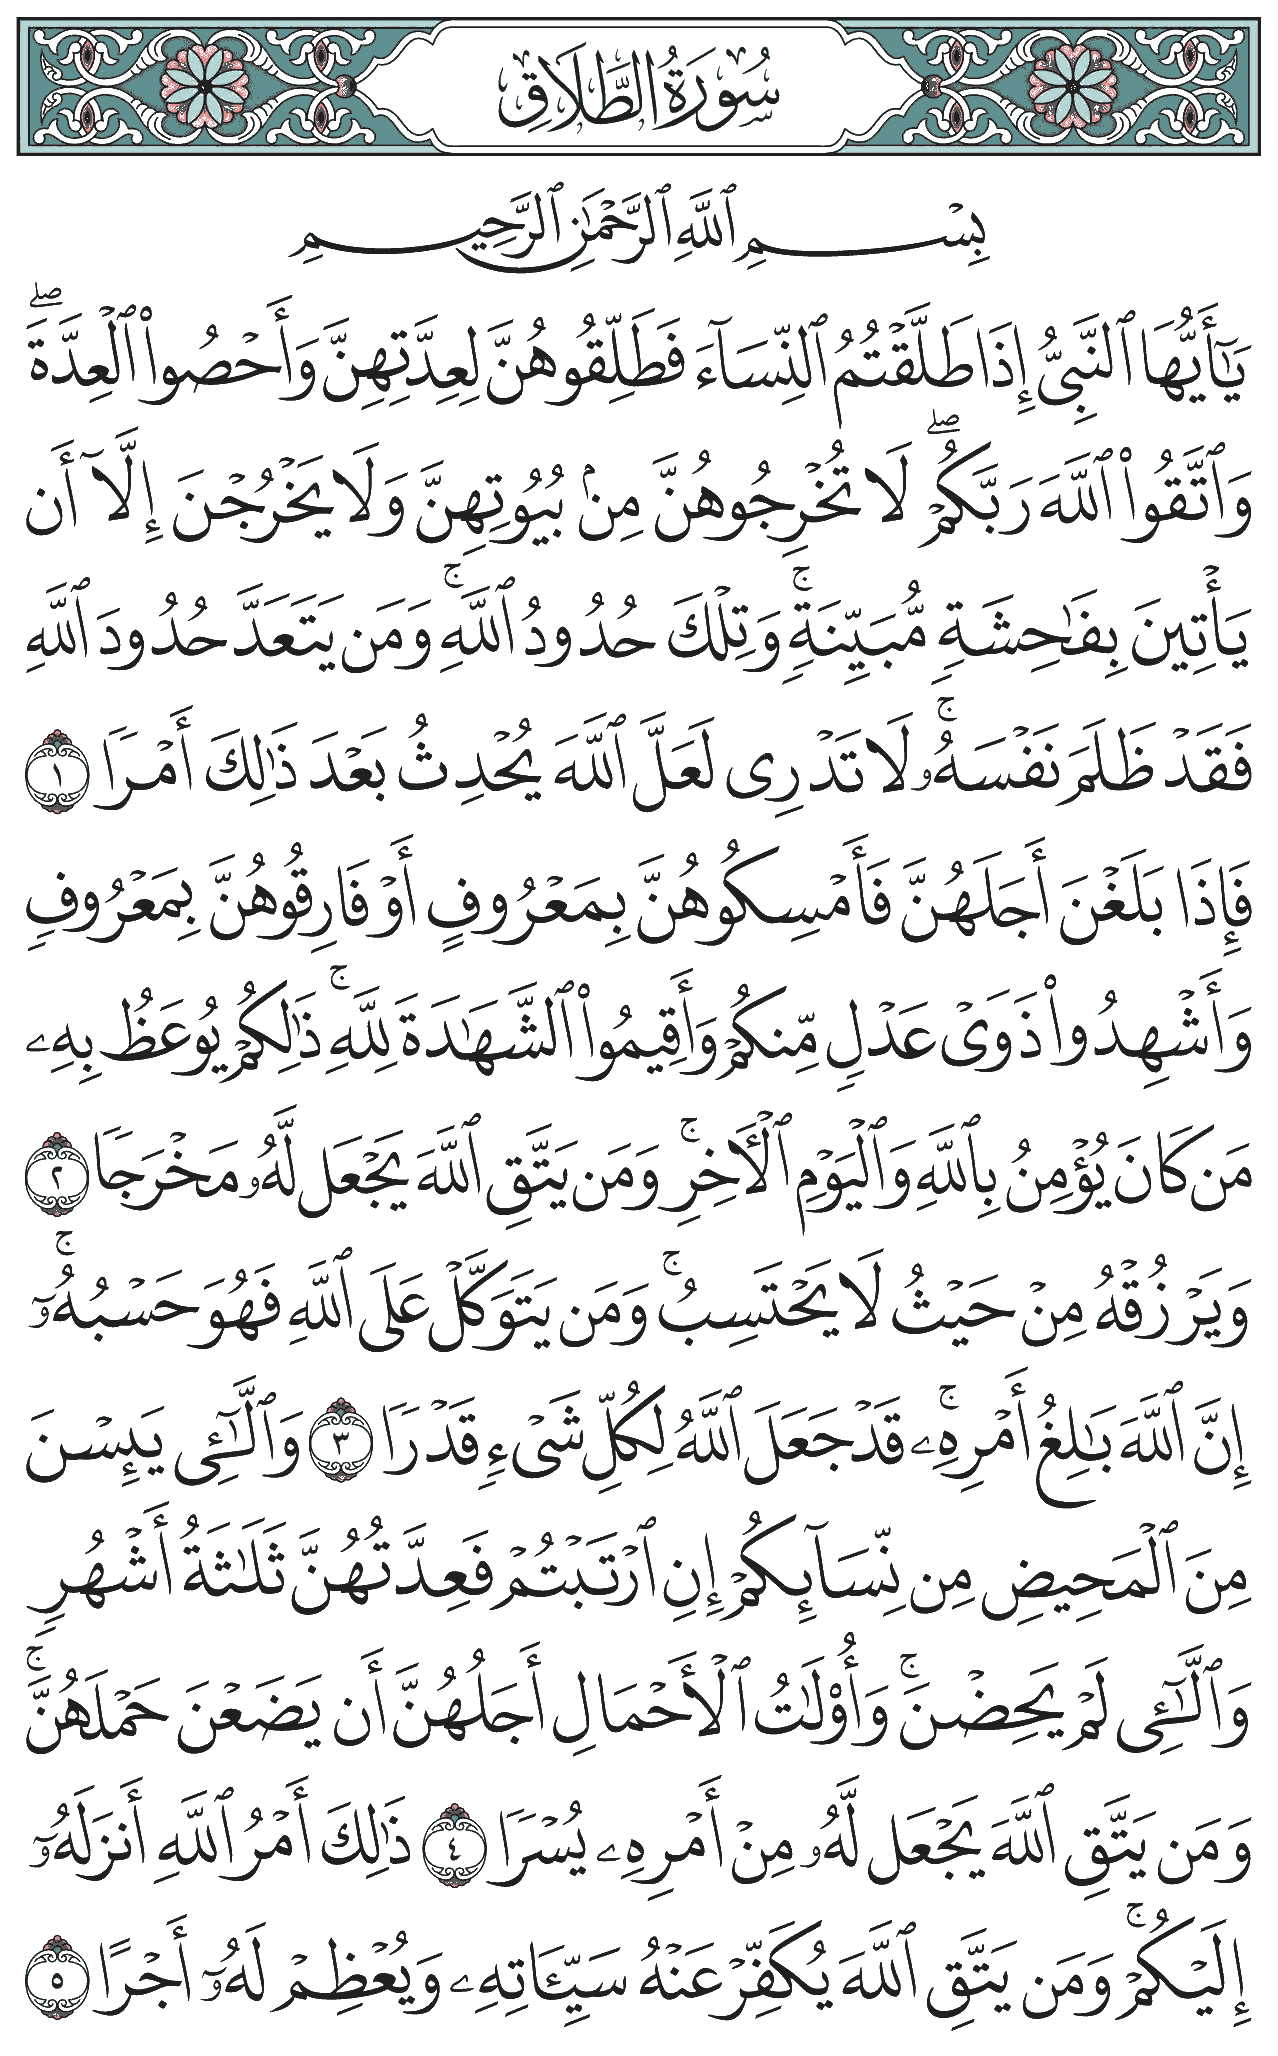 سُورَةُ الطَّلَاقِ
بِسْمِ ٱللَّهِ ٱلرَّحْمَٰنِ ٱلرَّحِيمِ
يَٰٓأَيُّهَا ٱلنَّبِىُّ إِذَا طَلَّقْتُمُ ٱلنِّسَآءَ فَطَلِّقُوهُنَّ لِعِدَّتِهِنَّ وَأَحْصُوا۟ ٱلْعِدَّةَ ۖ
وَٱتَّقُوا۟ ٱللَّهَ رَبَّكُمْ ۖ لَا تُخْرِجُوهُنَّ مِنۢ بُيُوتِهِنَّ وَلَا يَخْرُجْنَ إِلَّآ أَن
يَأْتِينَ بِفَٰحِشَةٍ مُّبَيِّنَةٍ ۚ وَتِلْكَ حُدُودُ ٱللَّهِ ۚ وَمَن يَتَعَدَّ حُدُودَ ٱللَّهِ
فَقَدْ ظَلَمَ نَفْسَهُۥ ۚ لَا تَدْرِى لَعَلَّ ٱللَّهَ يُحْدِثُ بَعْدَ ذَٰلِكَ أَمْرًا ١
فَإِذَا بَلَغْنَ أَجَلَهُنَّ فَأَمْسِكُوهُنَّ بِمَعْرُوفٍ أَوْ فَارِقُوهُنَّ بِمَعْرُوفٍ
وَأَشْهِدُوا۟ ذَوَىْ عَدْلٍ مِّنكُمْ وَأَقِيمُوا۟ ٱلشَّهَٰدَةَ لِلَّهِ ۚ ذَٰلِكُمْ يُوعَظُ بِهِۦ
مَن كَانَ يُؤْمِنُ بِٱللَّهِ وَٱلْيَوْمِ ٱلْءَاخِرِ ۚ وَمَن يَتَّقِ ٱللَّهَ يَجْعَل لَّهُۥ مَخْرَجًا ٢
وَيَرْزُقْهُ مِنْ حَيْثُ لَا يَحْتَسِبُ ۚ وَمَن يَتَوَكَّلْ عَلَى ٱللَّهِ فَهُوَ حَسْبُهُۥٓ ۚ
إِنَّ ٱللَّهَ بَٰلِغُ أَمْرِهِۦ ۚ قَدْ جَعَلَ ٱللَّهُ لِكُلِّ شَىْءٍ قَدْرًا ٣ وَٱلَّٰٓـِٔى يَئِسْنَ
مِنَ ٱلْمَحِيضِ مِن نِّسَآئِكُمْ إِنِ ٱرْتَبْتُمْ فَعِدَّتُهُنَّ ثَلَٰثَةُ أَشْهُرٍ
وَٱلَّٰٓـِٔى لَمْ يَحِضْنَ ۚ وَأُو۟لَٰتُ ٱلْأَحْمَالِ أَجَلُهُنَّ أَن يَضَعْنَ حَمْلَهُنَّ ۚ
وَمَن يَتَّقِ ٱللَّهَ يَجْعَل لَّهُۥ مِنْ أَمْرِهِۦ يُسْرًا ٤ ذَٰلِكَ أَمْرُ ٱللَّهِ أَنزَلَهُۥٓ
إِلَيْكُمْ ۚ وَمَن يَتَّقِ ٱللَّهَ يُكَفِّرْ عَنْهُ سَيِّـَٔاتِهِۦ وَيُعْظِمْ لَهُۥٓ أَجْرًا ٥